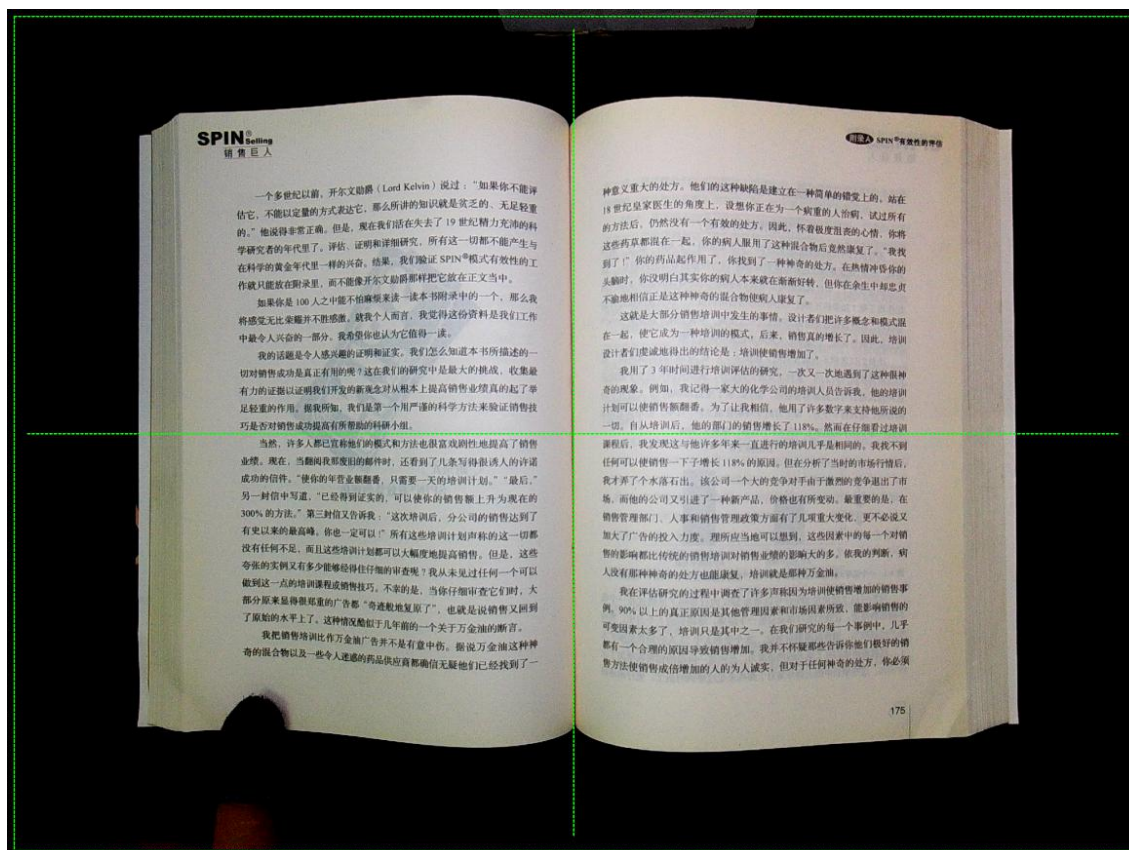 SPIN® Selling
销售巨人
一个多世纪以前，开尔文勋爵（Lord Kelvin）说过：“如果你不能评
估它，不能以定量的方式表达它，那么所讲的知识就是贫乏的、无足轻重
的。”他说得非常正确。但是，现在我们活在失去了 19 世纪精力充沛的科
学研究者的年代里了。评估、证明和详细研究，所有这一切都不能产生与
在科学的黄金年代里一样的兴奋。结果，我们验证 SPIN®模式有效性的工
作就只能放在附录里，而不能像开尔文勋爵那样把它放在正文当中。
如果你是 100 人之中能不怕麻烦来读一读本书附录中的一个，那么我
将感觉无比荣耀并不胜感激。就我个人而言，我觉得这份资料是我们工作
中最令人兴奋的一部分。我希望你也认为它值得一读。
我的话题是令人感兴趣的证明和证实。我们怎么知道本书所描述的一
切对销售成功是真正有用的呢？这在我们的研究中是最大的挑战，收集最
有力的证据以证明我们开发的新观念对从根本上提高销售业绩真的起了举
足轻重的作用。据我所知，我们是第一个用严谨的科学方法来验证销售技
巧是否对销售成功提高有所帮助的科研小组。
当然，许多人都已宣称他们的模式和方法也很富戏剧性地提高了销售
业绩。现在，当翻阅我那废旧的邮件时，还看到了几条写得很诱人的许诺
成功的信件。“使你的年营业额翻番，只需要一天的培训计划。”“最后。”
另一封信中写道，“已经得到证实的，可以使你的销售额上升为现在的
300% 的方法。”第三封信又告诉我：“这次培训后，分公司的销售达到了
有史以来的最高峰。你也一定可以！”所有这些培训计划声称的这一切都
没有任何不足，而且这些培训计划都可以大幅度地提高销售。但是，这些
夸张的实例又有多少能够经得住仔细的审查呢？我从未见过任何一个可以
做到这一点的培训课程或销售技巧。不幸的是，当你仔细审查它们时，大
部分原来显得很郑重的广告都“奇迹般地复原了”，也就是说销售又回到
了原始的水平上了，这种情况酷似于几年前的一个关于万金油的断言。
我把销售培训比作万金油广告并不是有意中伤。据说万金油这种神
奇的混合物以及一些令人迷惑的药品供应商都确信无疑他们已经找到了一
附录A SPIN®有效性的评估
种意义重大的处方。他们的这种缺陷是建立在一种简单的错觉上的，站在
18 世纪皇家医生的角度上，设想你正在为一个病重的人治病，试过所有
的方法后，仍然没有一个有效的处方。因此，怀着极度沮丧的心情，你将
这些药草都混在一起，你的病人服用了这种混合物后竟然康复了。“我找
到了！”你的药品起作用了，你找到了一种神奇的处方。在热情冲昏你的
头脑时，你没明白其实你的病人本来就在渐渐好转，但你在余生中却忠贞
不渝地相信正是这种神奇的混合物使病人康复了。
这就是大部分销售培训中发生的事情。设计者们把许多概念和模式混
在一起，使它成为一种培训的模式，后来，销售真的增长了。因此，培训
设计者们虔诚地得出的结论是：培训使销售增加了。
我用了 3 年时间进行培训评估的研究，一次又一次地遇到了这种很神
奇的现象。例如，我记得一家大的化学公司的培训人员告诉我，他的培训
计划可以使销售额翻番。为了让我相信，他用了许多数字来支持他所说的
一切。自从培训后，他的部门的销售增长了 118%。然而在仔细看过培训
课程后，我发现这与他许多年来一直进行的培训几乎是相同的。我找不到
任何可以使销售一下子增长 118% 的原因。但在分析了当时的市场行情后，
我才弄了个水落石出。该公司一个大的竞争对手由于激烈的竞争退出了市
场，而他的公司又引进了一种新产品，价格也有所变动。最重要的是，在
销售管理部门，人事和销售管理政策方面有了几项重大变化，更不必说又
加大了广告的投入力度。理所应当地可以想到，这些因素中的每一个对销
售的影响都比传统的销售培训对销售业绩的影响大的多。依我的判断，病
人没有那种神奇的处方也能康复，培训就是那种万金油。
我在评估研究的过程中调查了许多声称因为培训使销售增加的销售事
例，90% 以上的真正原因是其他管理因素和市场因素所致，能影响销售的
可变因素太多了，培训只是其中之一。在我们研究的每一个事例中，几乎
都有一个合理的原因导致销售增加。我并不怀疑那些告诉你他们极好的销
售方法使销售成倍增加的人的为人诚实，但对于任何神奇的处方，你必须
175